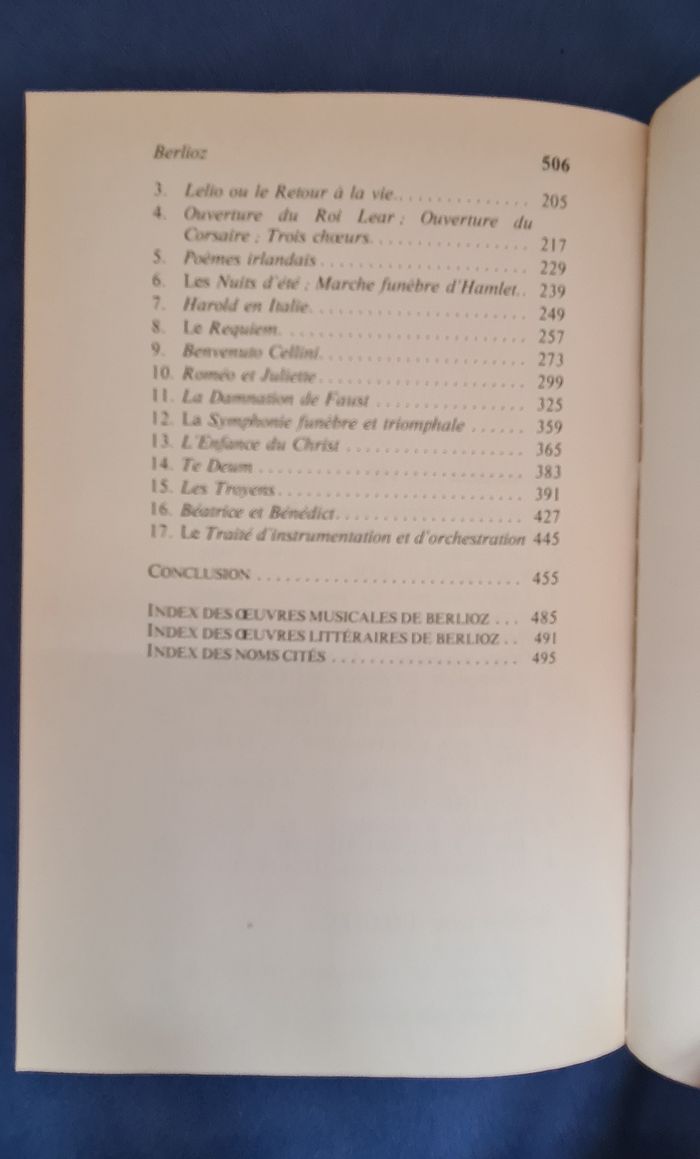 Berlioz 506
3. Lelio ou le Retour à la vie................ 205
4. Ouverture du Roi Lear ; Ouverture du
Corsaire ; Trois chœurs................. 217
5. Poèmes irlandais....................... 229
6. Les Nuits d'été ; Marche funèbre d'Hamlet.. 239
7. Harold en Italie........................ 249
8. Le Requiem........................... 257
9. Benvenuto Cellini....................... 273
10. Roméo et Juliette....................... 299
11. La Damnation de Faust ................. 325
12. La Symphonie funèbre et triomphale ...... 359
13. L'Enfance du Christ .................... 365
14. Te Deum ............................. 383
15. Les Troyens........................... 391
16. Béatrice et Bénédict..................... 427
17. Le Traité d'instrumentation et d'orchestration 445
CONCLUSION .............................. 455
INDEX DES ŒUVRES MUSICALES DE BERLIOZ ... 485
INDEX DES ŒUVRES LITTÉRAIRES DE BERLIOZ .. 491
INDEX DES NOMS CITÉS ..................... 495